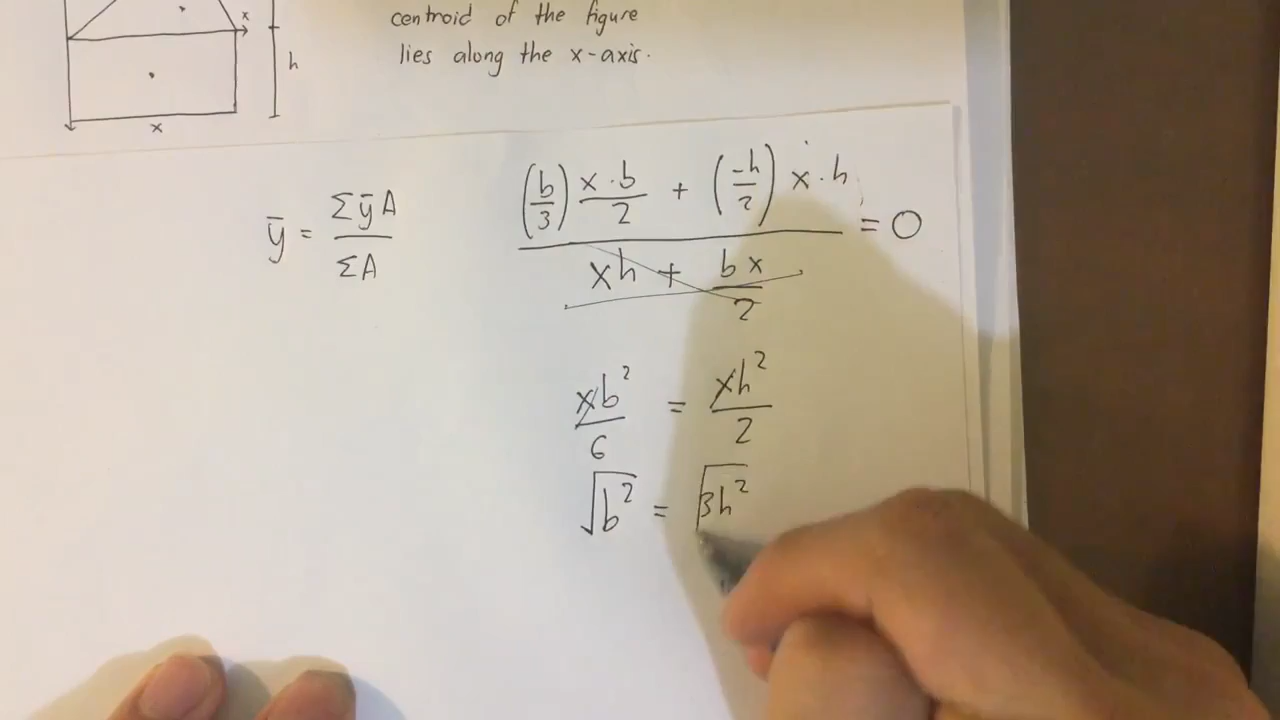 centroid of the figure
lies along the x-axis.
x
h
x
ȳ = ΣȳA / ΣA
((b/3) x·b/2 + (-h/2) x·h) / (xh + bx/2) = 0
xb²/6 = xh²/2
√b² = √3h²